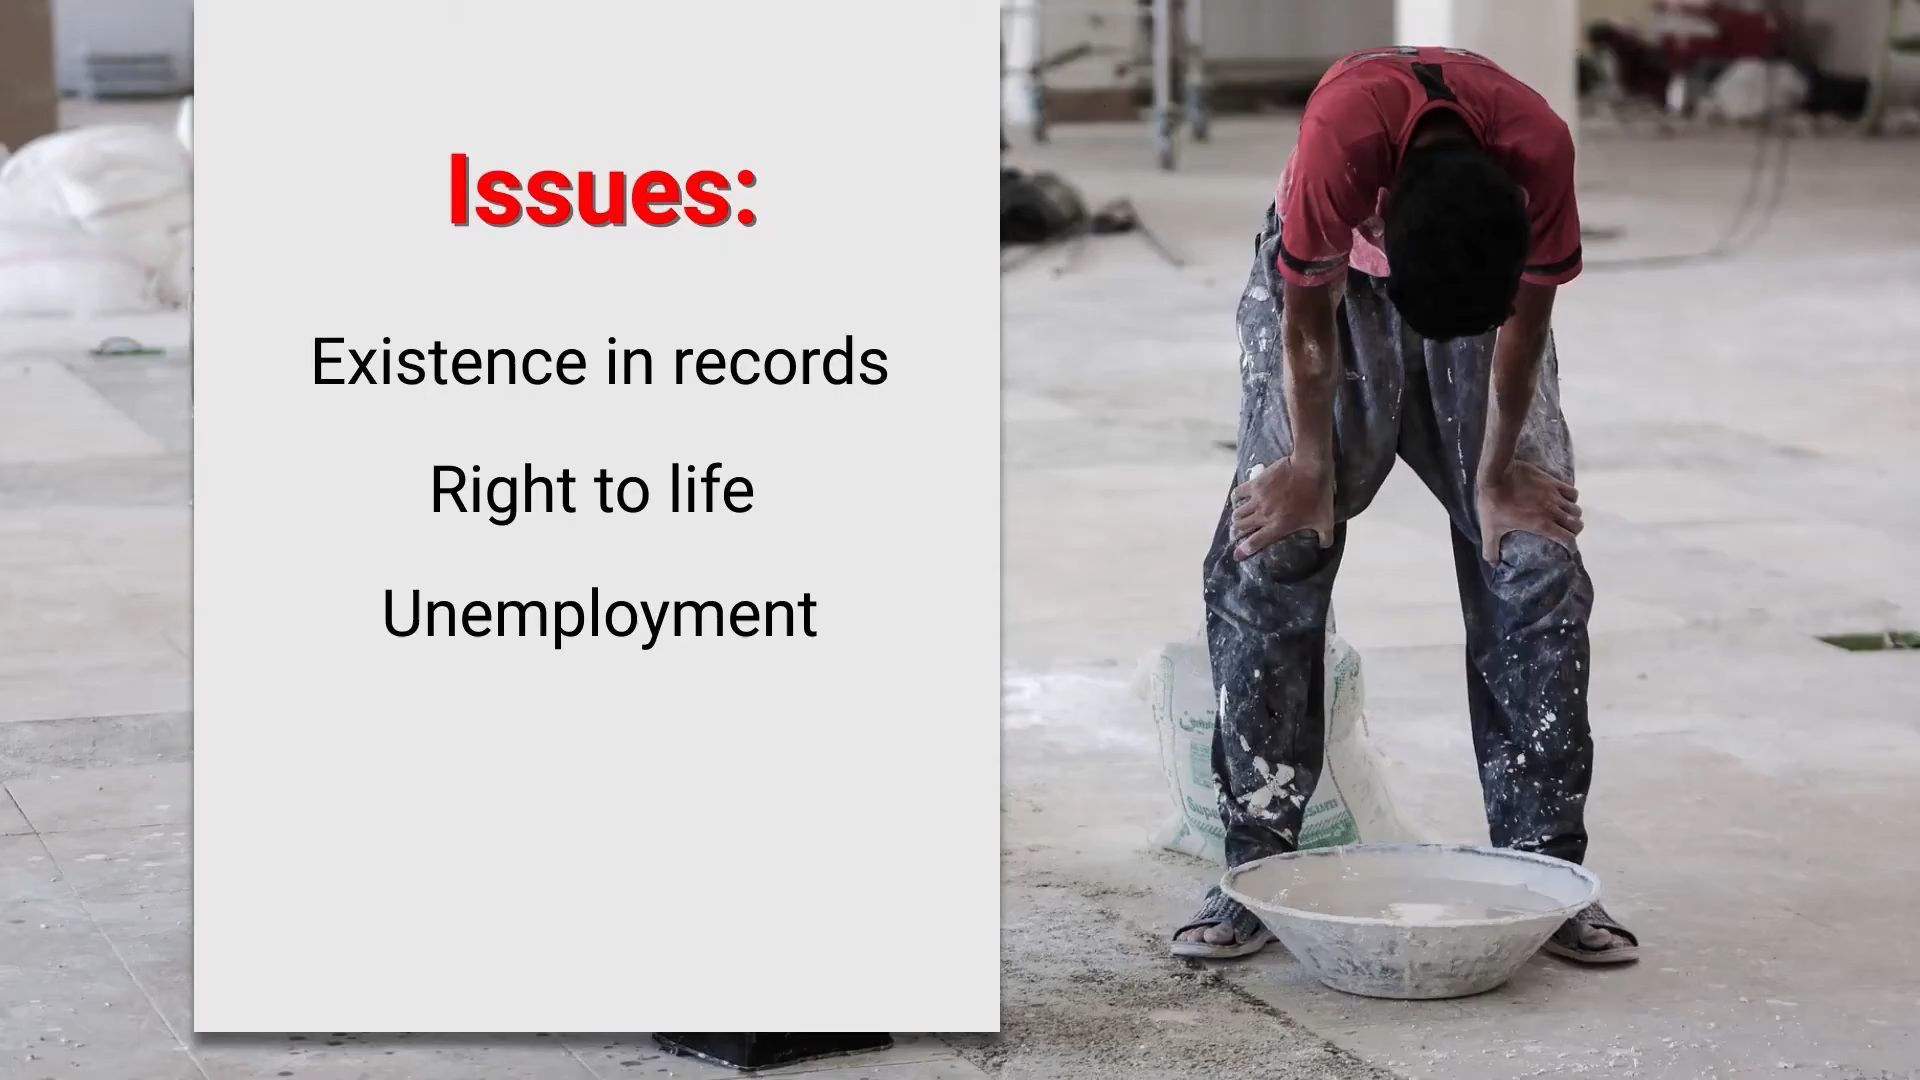 Issues:
Existence in records
Right to life
Unemployment